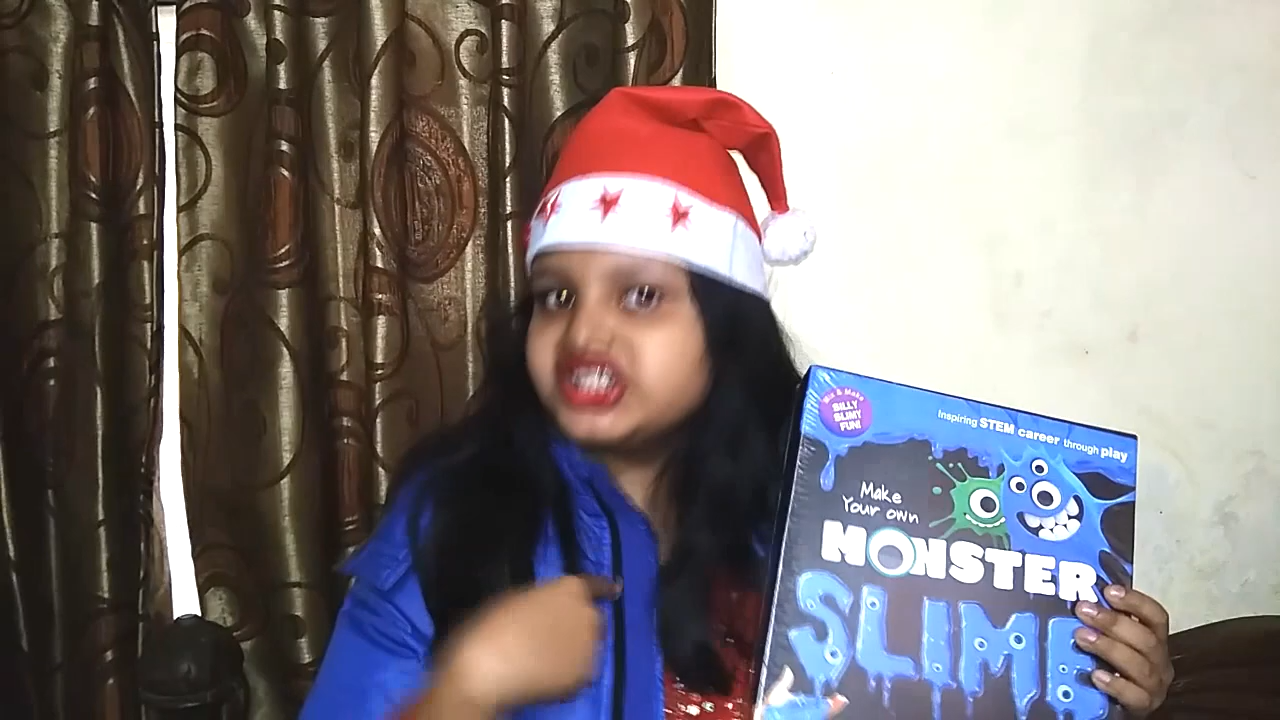 Mix & Make
SILLY
SLIMY
FUN!
Inspiring STEM career through play
Make
Your own
MONSTER
SLIME